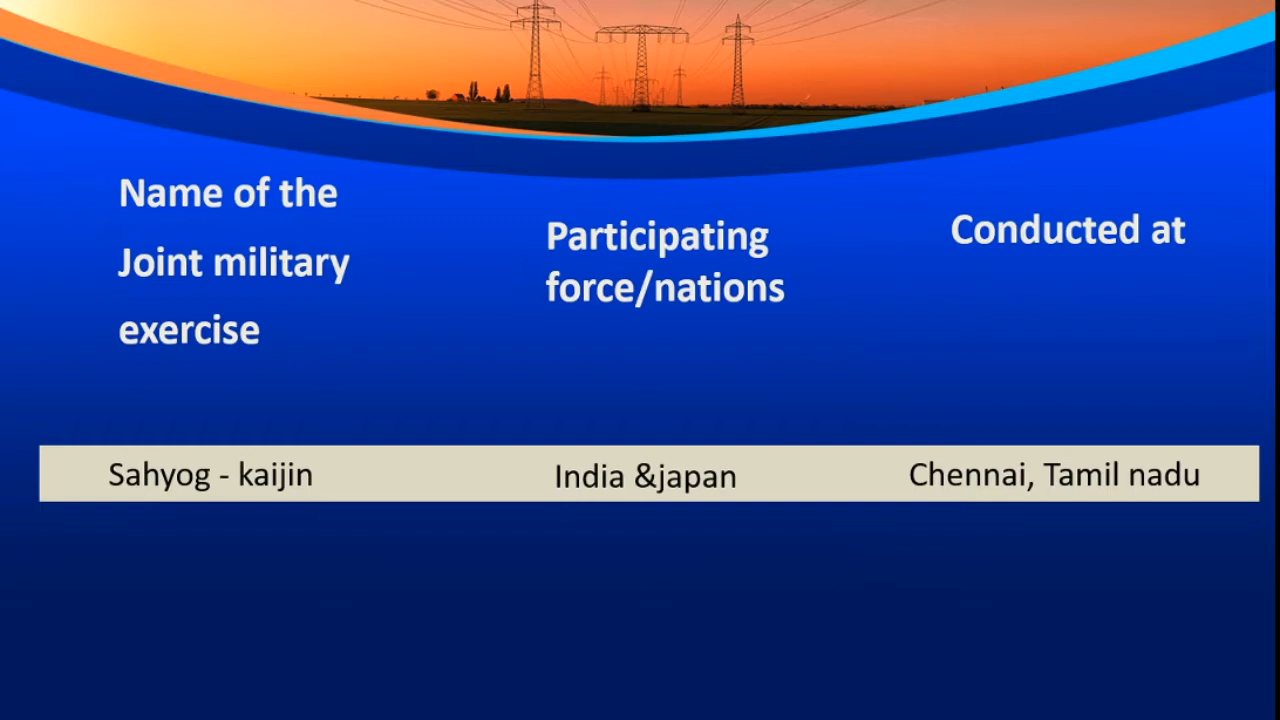 Name of the
Joint military
exercise
Participating
force/nations
Conducted at
Sahyog - kaijin
India &japan
Chennai, Tamil nadu